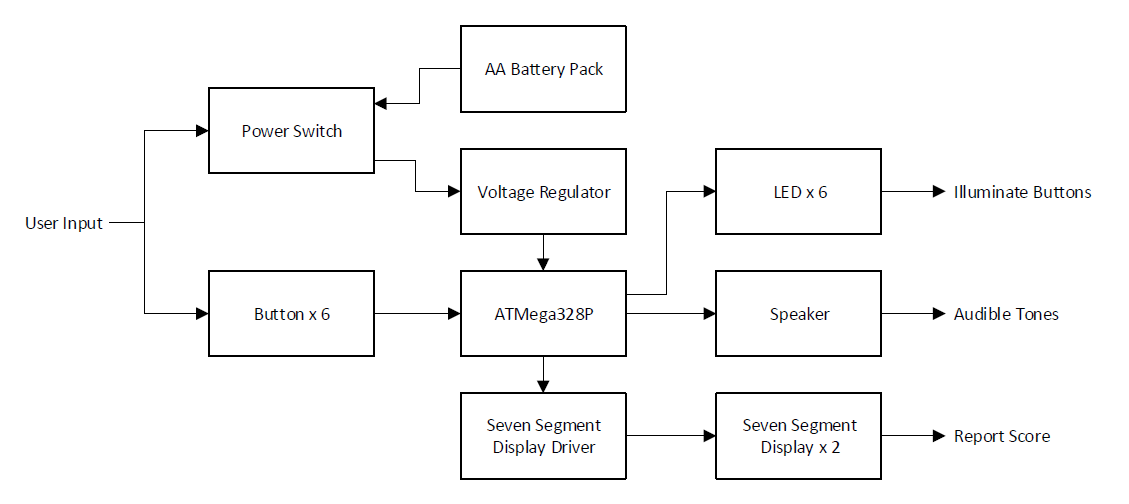 AA Battery Pack
Power Switch
Voltage Regulator
LED x 6
Illuminate Buttons
User Input
Button x 6
ATMega328P
Speaker
Audible Tones
Seven Segment
Display Driver
Seven Segment
Display x 2
Report Score